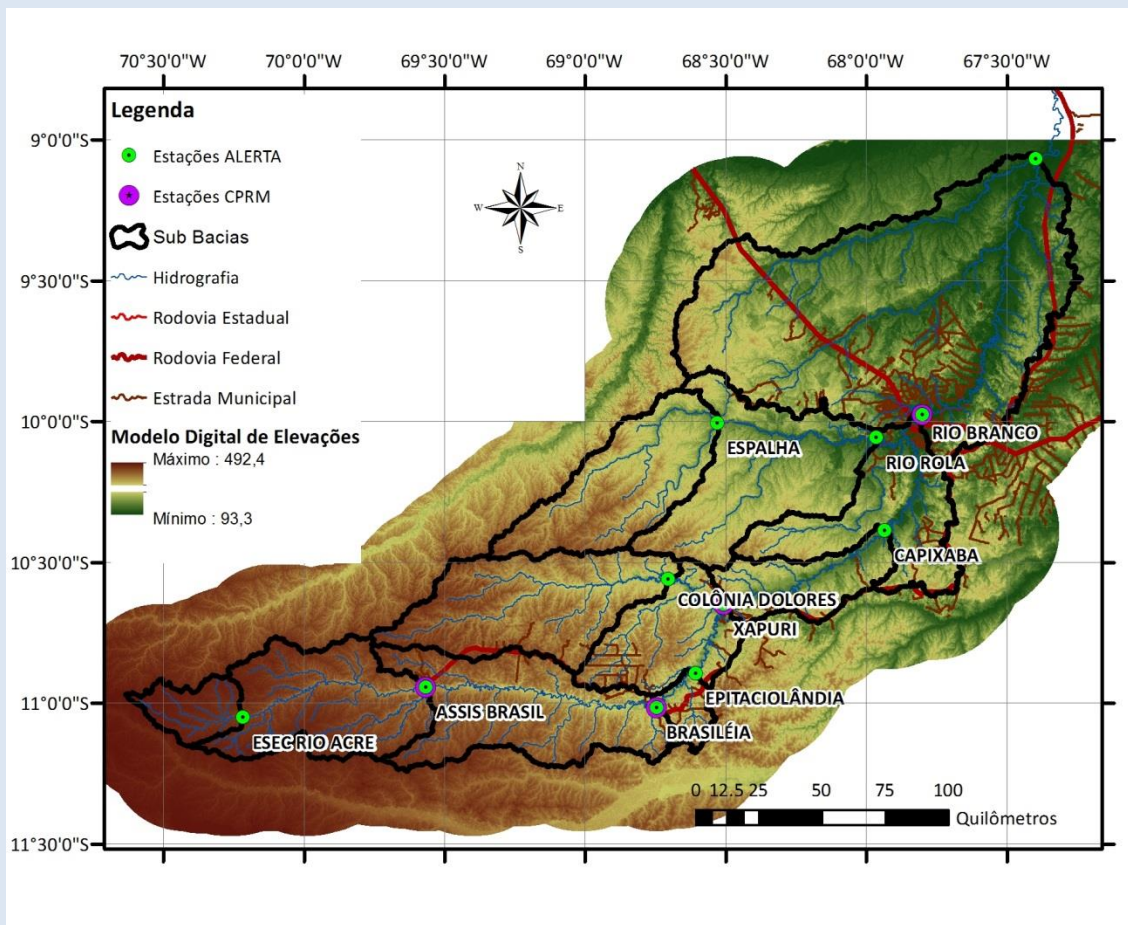 70°30'0"W 70°0'0"W 69°30'0"W 69°0'0"W 68°30'0"W 68°0'0"W 67°30'0"W
Legenda
9°0'0"S
Estações ALERTA
Estações CPRM
N
W E
S
Sub Bacias
Hidrografia
9°30'0"S
Rodovia Estadual
Rodovia Federal
Estrada Municipal
10°0'0"S
RIO BRANCO
Modelo Digital de Elevações
ESPALHA
Máximo : 492,4
RIO ROLA
Mínimo : 93,3
10°30'0"S
CAPIXABA
COLÔNIA DOLORES
XAPURI
11°0'0"S
EPITACIOLÂNDIA
ASSIS BRASIL
BRASILÉIA
ESEC RIO ACRE
0 12.5 25 50 75 100
Quilômetros
11°30'0"S